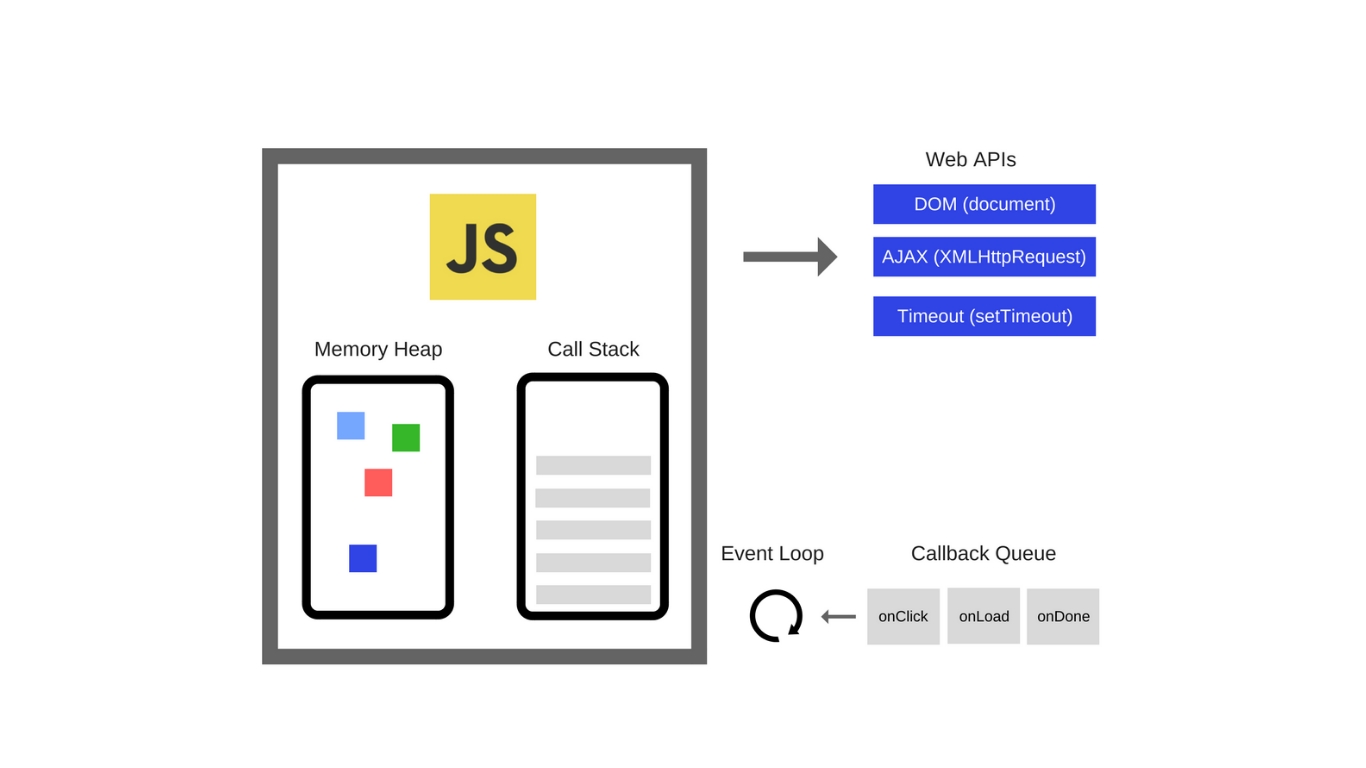 JS
Memory Heap
Call Stack
Web APIs
DOM (document)
AJAX (XMLHttpRequest)
Timeout (setTimeout)
Event Loop
Callback Queue
onClick
onLoad
onDone